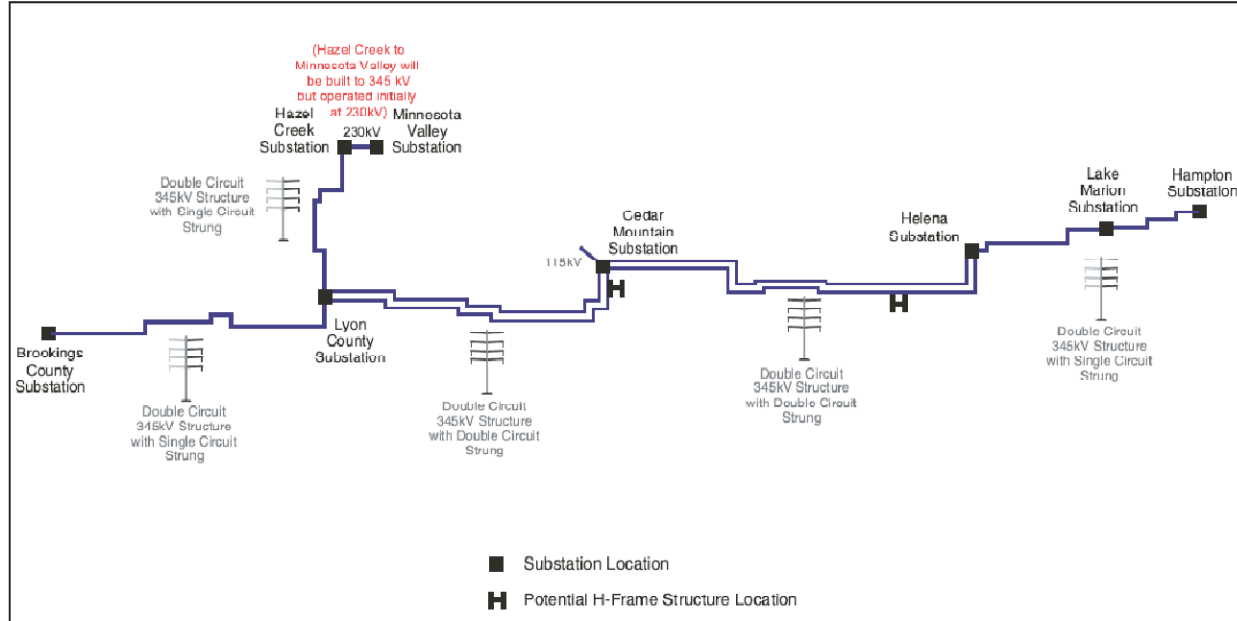 (Hazel Creek to
Minnesota Valley will
be built to 345 kV
but operated initially
at 230kV)
Hazel
Creek
Substation
230kV
Minnesota
Valley
Substation
Double Circuit
345kV Structure
with Single Circuit
Strung
Cedar
Mountain
Substation
115kV
Helena
Substation
Lake
Marion
Substation
Hampton
Substation
Brookings
County
Substation
Lyon
County
Substation
Double Circuit
345kV Structure
with Single Circuit
Strung
Double Circuit
345kV Structure
with Double Circuit
Strung
Double Circuit
345kV Structure
with Double Circuit
Strung
Double Circuit
345kV Structure
with Single Circuit
Strung
Substation Location
Potential H-Frame Structure Location